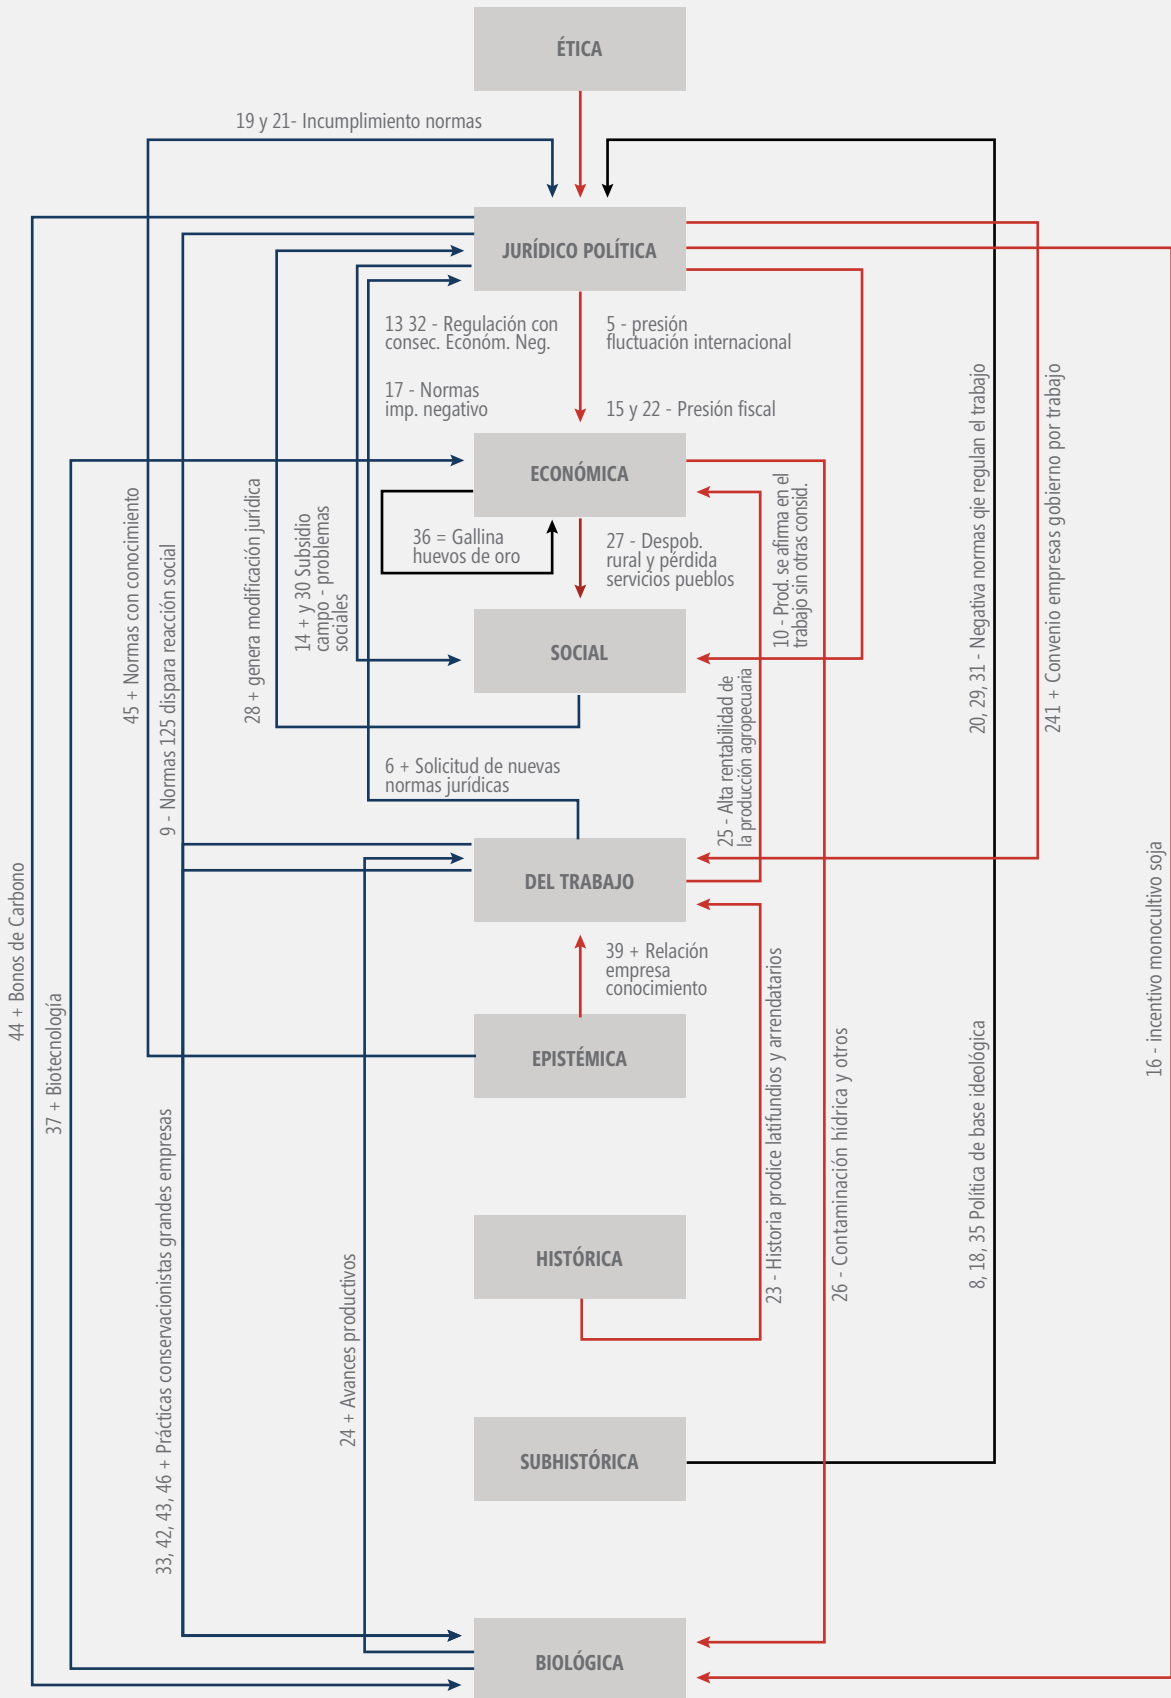 ÉTICA
19 y 21- Incumplimiento normas
JURÍDICO POLÍTICA
13 32 - Regulación con
consec. Económ. Neg.
5 - presión
fluctuación internacional
17 - Normas
imp. negativo
15 y 22 - Presión fiscal
ECONÓMICA
36 = Gallina
huevos de oro
27 - Despob.
rural y pérdida
servicios pueblos
10 - Prod. se afirma en el
trabajo sin otras consid.
20, 29, 31 - Negativa normas qie regulan el trabajo
241 + Convenio empresas gobierno por trabajo
45 + Normas con conocimiento
9 - Normas 125 dispara reacción social
28 + genera modificación jurídica
14 + y 30 Subsidio
campo - problemas
sociales
SOCIAL
6 + Solicitud de nuevas
normas jurídicas
25 - Alta rentabilidad de
la producción agropecuaria
DEL TRABAJO
44 + Bonos de Carbono
37 + Biotecnología
39 + Relación
empresa
conocimiento
16 - incentivo monocultivo soja
EPISTÉMICA
23 - Historia prodice latifundios y arrendatarios
26 - Contaminación hídrica y otros
8, 18, 35 Política de base ideológica
33, 42, 43, 46 + Prácticas conservacionistas grandes empresas
HISTÓRICA
24 + Avances productivos
SUBHISTÓRICA
BIOLÓGICA